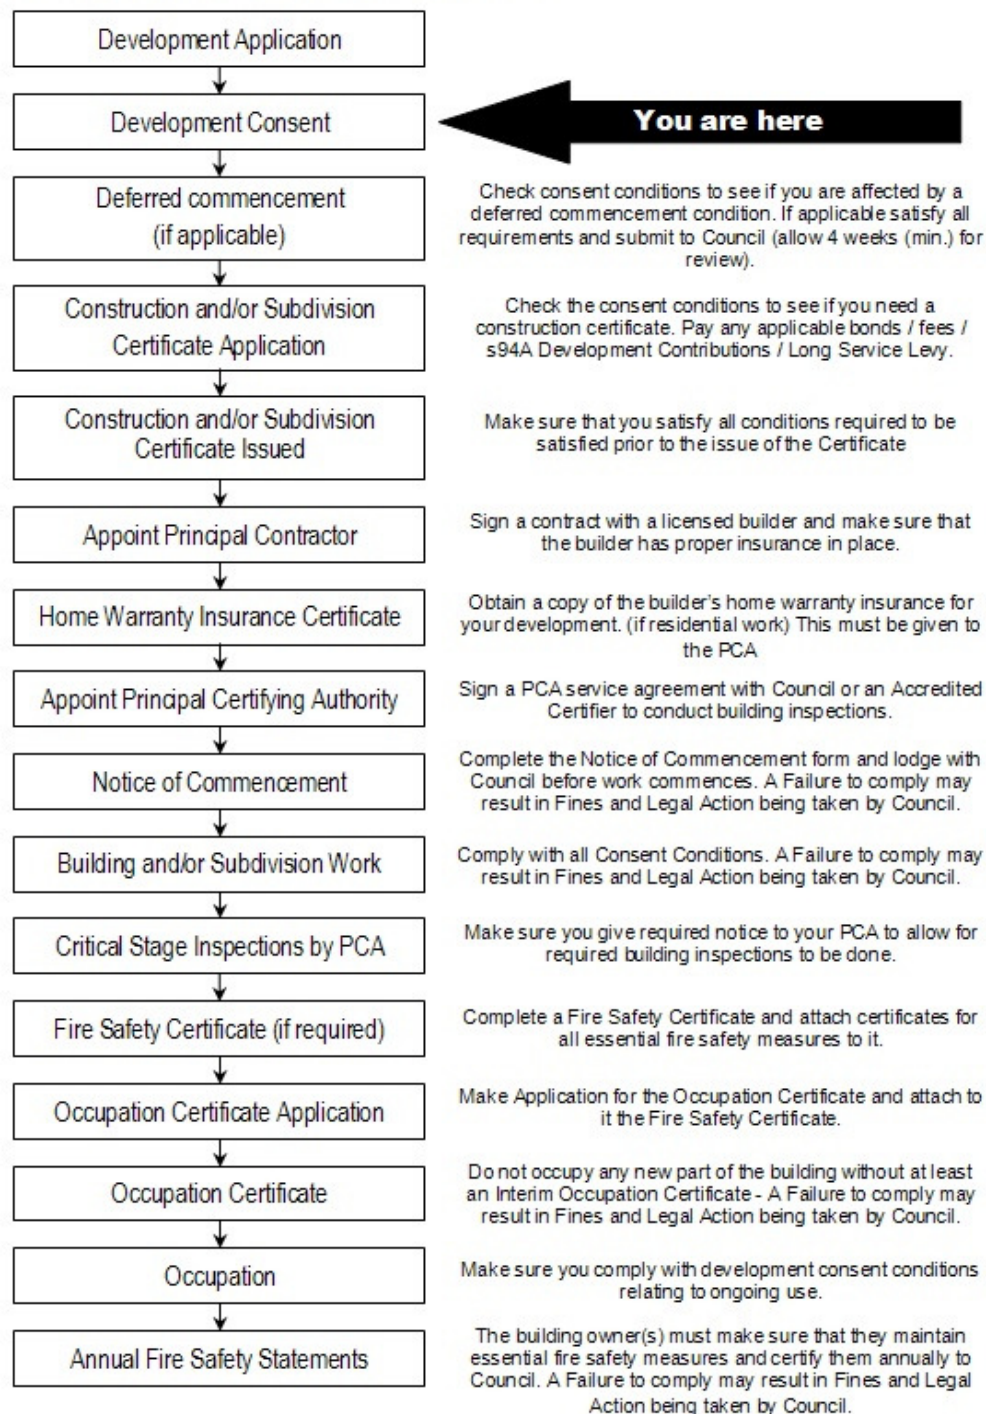 Development Application
Development Consent
You are here
Deferred commencement
(if applicable)
Check consent conditions to see if you are affected by a
deferred commencement condition. If applicable satisfy all
requirements and submit to Council (allow 4 weeks (min.) for
review).
Construction and/or Subdivision
Certificate Application
Check the consent conditions to see if you need a
construction certificate. Pay any applicable bonds / fees /
s94A Development Contributions / Long Service Levy.
Construction and/or Subdivision
Certificate Issued
Make sure that you satisfy all conditions required to be
satisfied prior to the issue of the Certificate
Appoint Principal Contractor
Sign a contract with a licensed builder and make sure that
the builder has proper insurance in place.
Home Warranty Insurance Certificate
Obtain a copy of the builder's home warranty insurance for
your development. (if residential work) This must be given to
the PCA
Appoint Principal Certifying Authority
Sign a PCA service agreement with Council or an Accredited
Certifier to conduct building inspections.
Notice of Commencement
Complete the Notice of Commencement form and lodge with
Council before work commences. A Failure to comply may
result in Fines and Legal Action being taken by Council.
Building and/or Subdivision Work
Comply with all Consent Conditions. A Failure to comply may
result in Fines and Legal Action being taken by Council.
Critical Stage Inspections by PCA
Make sure you give required notice to your PCA to allow for
required building inspections to be done.
Fire Safety Certificate (if required)
Complete a Fire Safety Certificate and attach certificates for
all essential fire safety measures to it.
Occupation Certificate Application
Make Application for the Occupation Certificate and attach to
it the Fire Safety Certificate.
Occupation Certificate
Do not occupy any new part of the building without at least
an Interim Occupation Certificate - A Failure to comply may
result in Fines and Legal Action being taken by Council.
Occupation
Make sure you comply with development consent conditions
relating to ongoing use.
Annual Fire Safety Statements
The building owner(s) must make sure that they maintain
essential fire safety measures and certify them annually to
Council. A Failure to comply may result in Fines and Legal
Action being taken by Council.